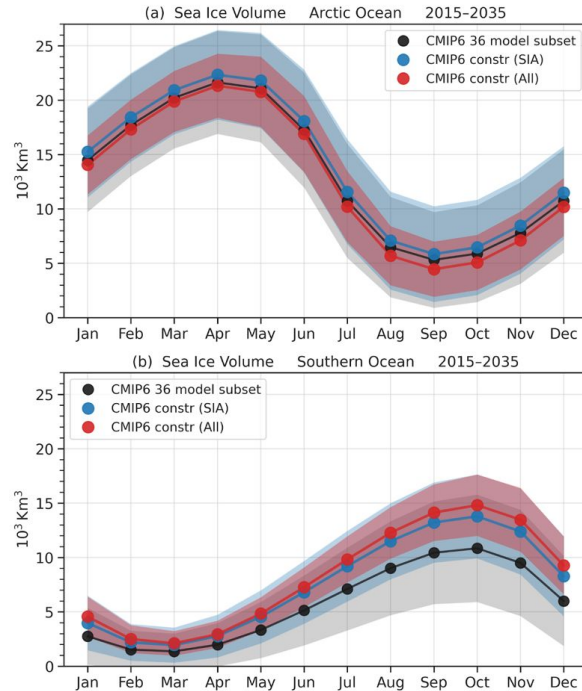 (a) Sea Ice Volume Arctic Ocean 2015–2035
25
20
15
10
5
0
10³ Km³
CMIP6 36 model subset
CMIP6 constr (SIA)
CMIP6 constr (All)
Jan Feb Mar Apr May Jun Jul Aug Sep Oct Nov Dec
(b) Sea Ice Volume Southern Ocean 2015–2035
25
20
15
10
5
0
10³ Km³
CMIP6 36 model subset
CMIP6 constr (SIA)
CMIP6 constr (All)
Jan Feb Mar Apr May Jun Jul Aug Sep Oct Nov Dec